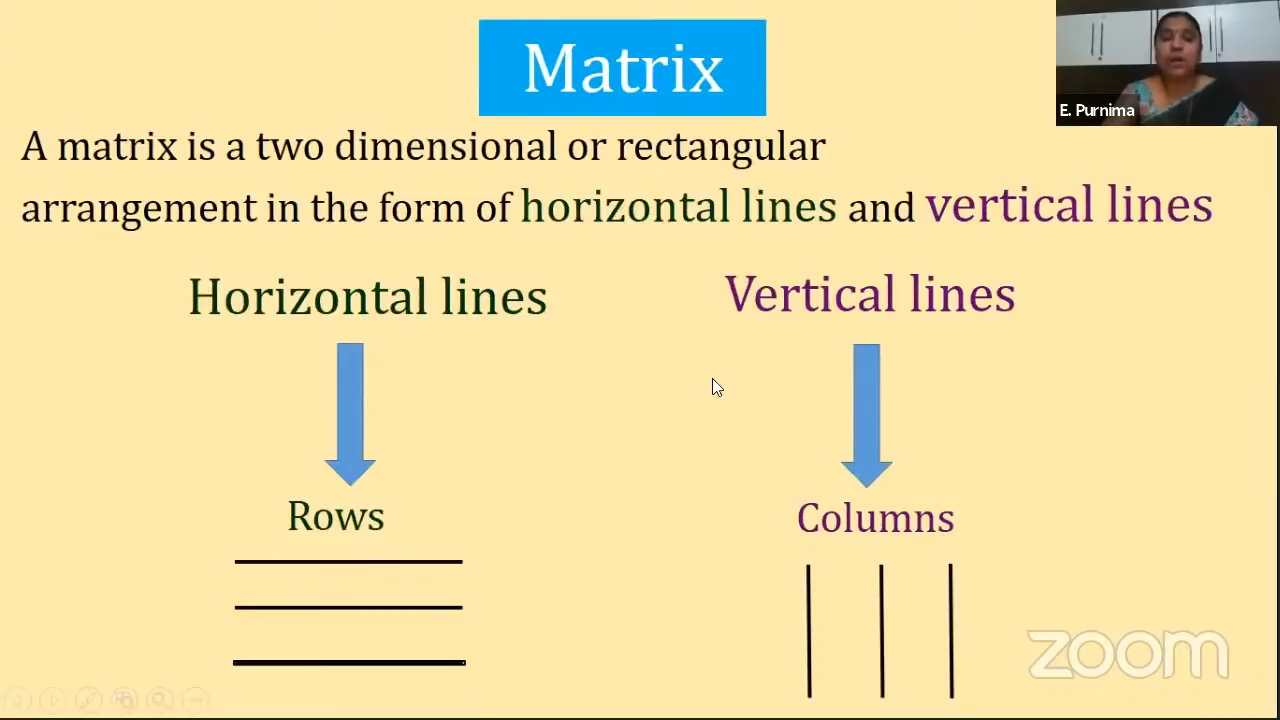 Matrix
E. Purnima
A matrix is a two dimensional or rectangular
arrangement in the form of horizontal lines and vertical lines
Horizontal lines
Vertical lines
Rows
Columns
zoom